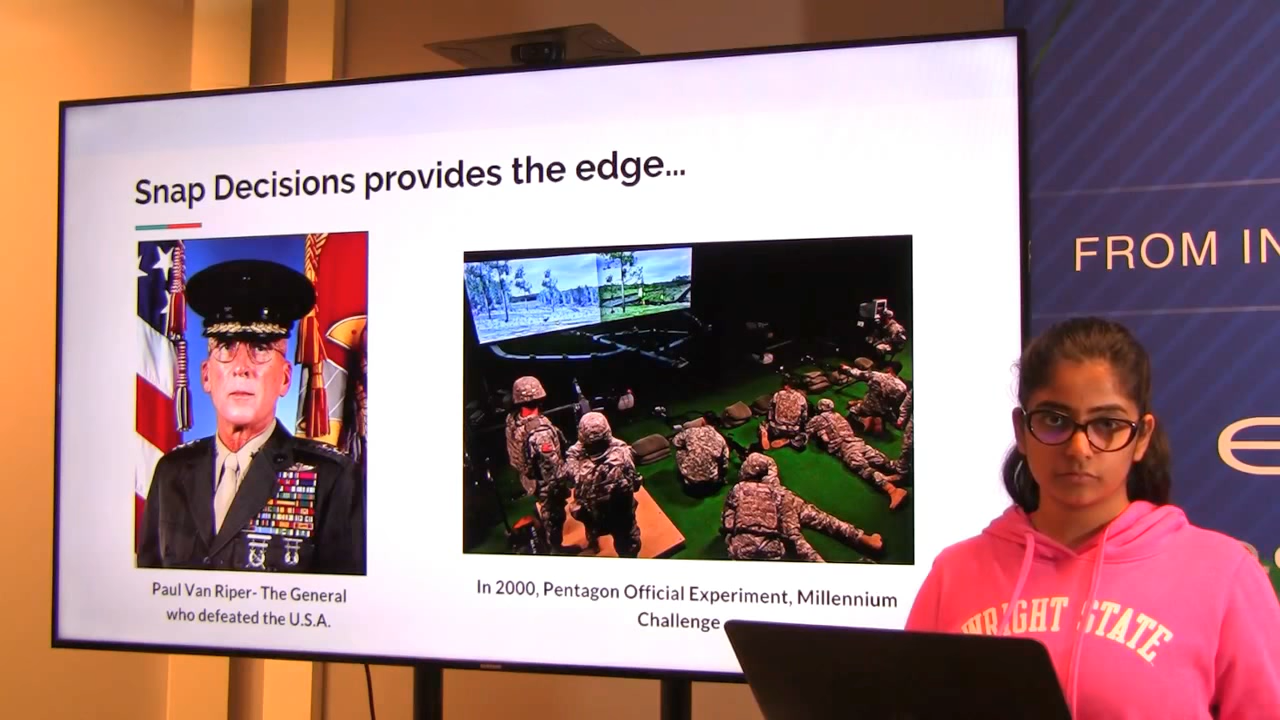 Snap Decisions provides the edge...
Paul Van Riper- The General
who defeated the U.S.A.
In 2000, Pentagon Official Experiment, Millennium
Challenge
FROM IN
e
WRIGHT STATE